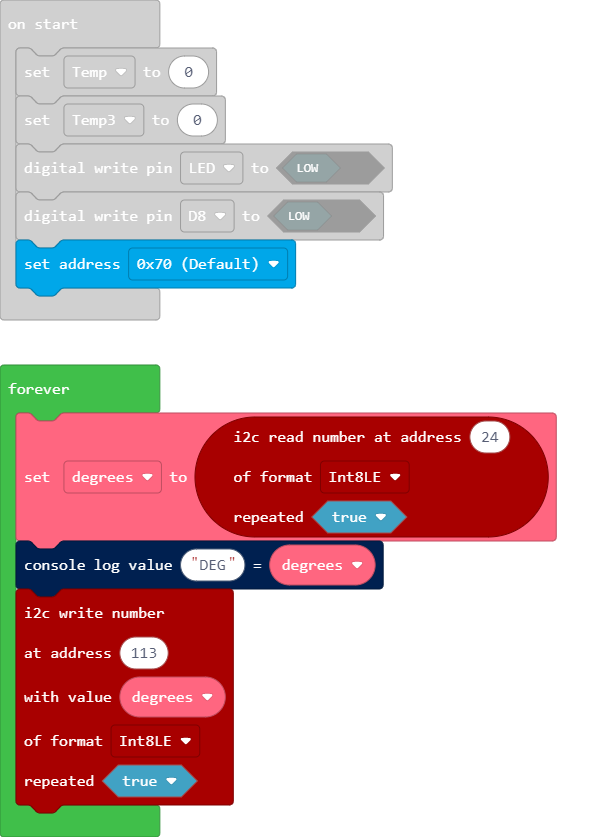 on start
set Temp to 0
set Temp3 to 0
digital write pin LED to LOW
digital write pin D8 to LOW
set address 0x70 (Default)
forever
set degrees to
i2c read number at address 24
of format Int8LE
repeated true
console log value "DEG" = degrees
i2c write number
at address 113
with value degrees
of format Int8LE
repeated true